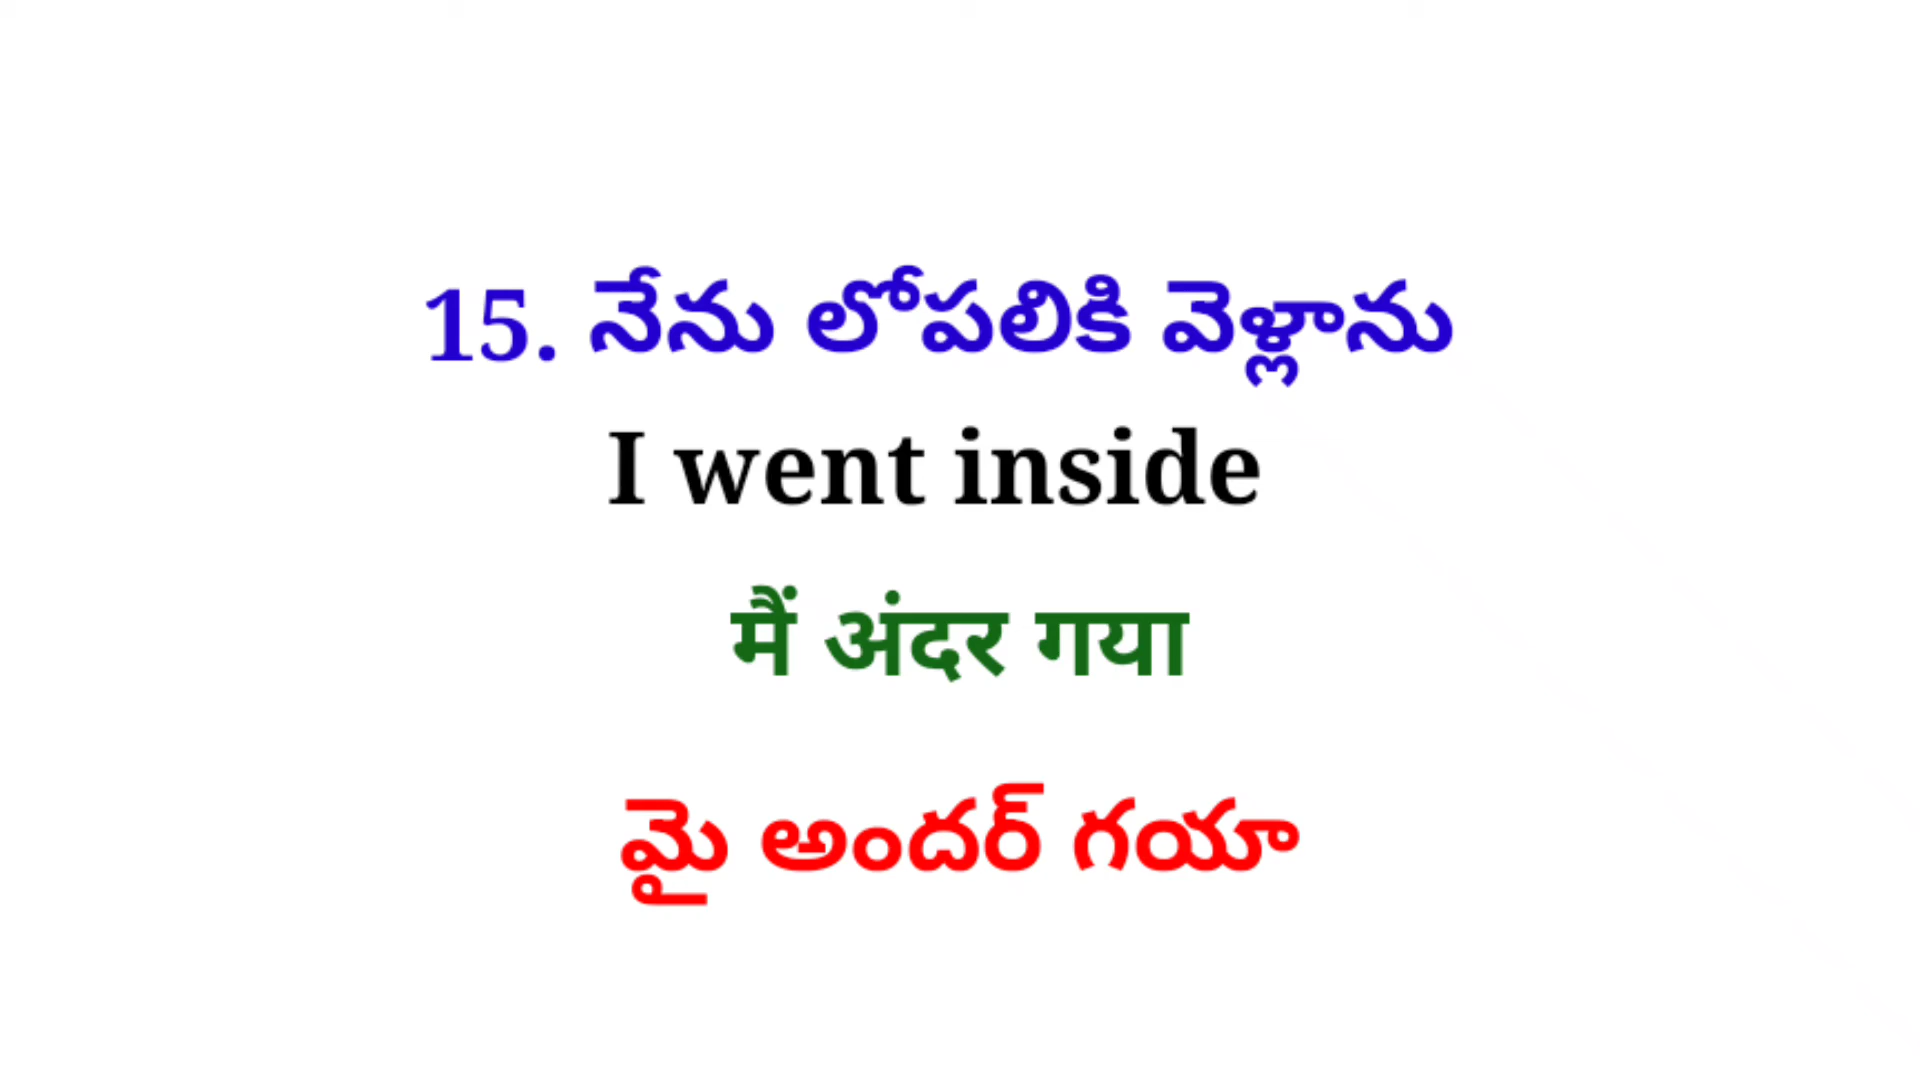 15. నేను లోపలికి వెళ్లాను
I went inside
मैं अंदर गया
మై అందర్ గయా